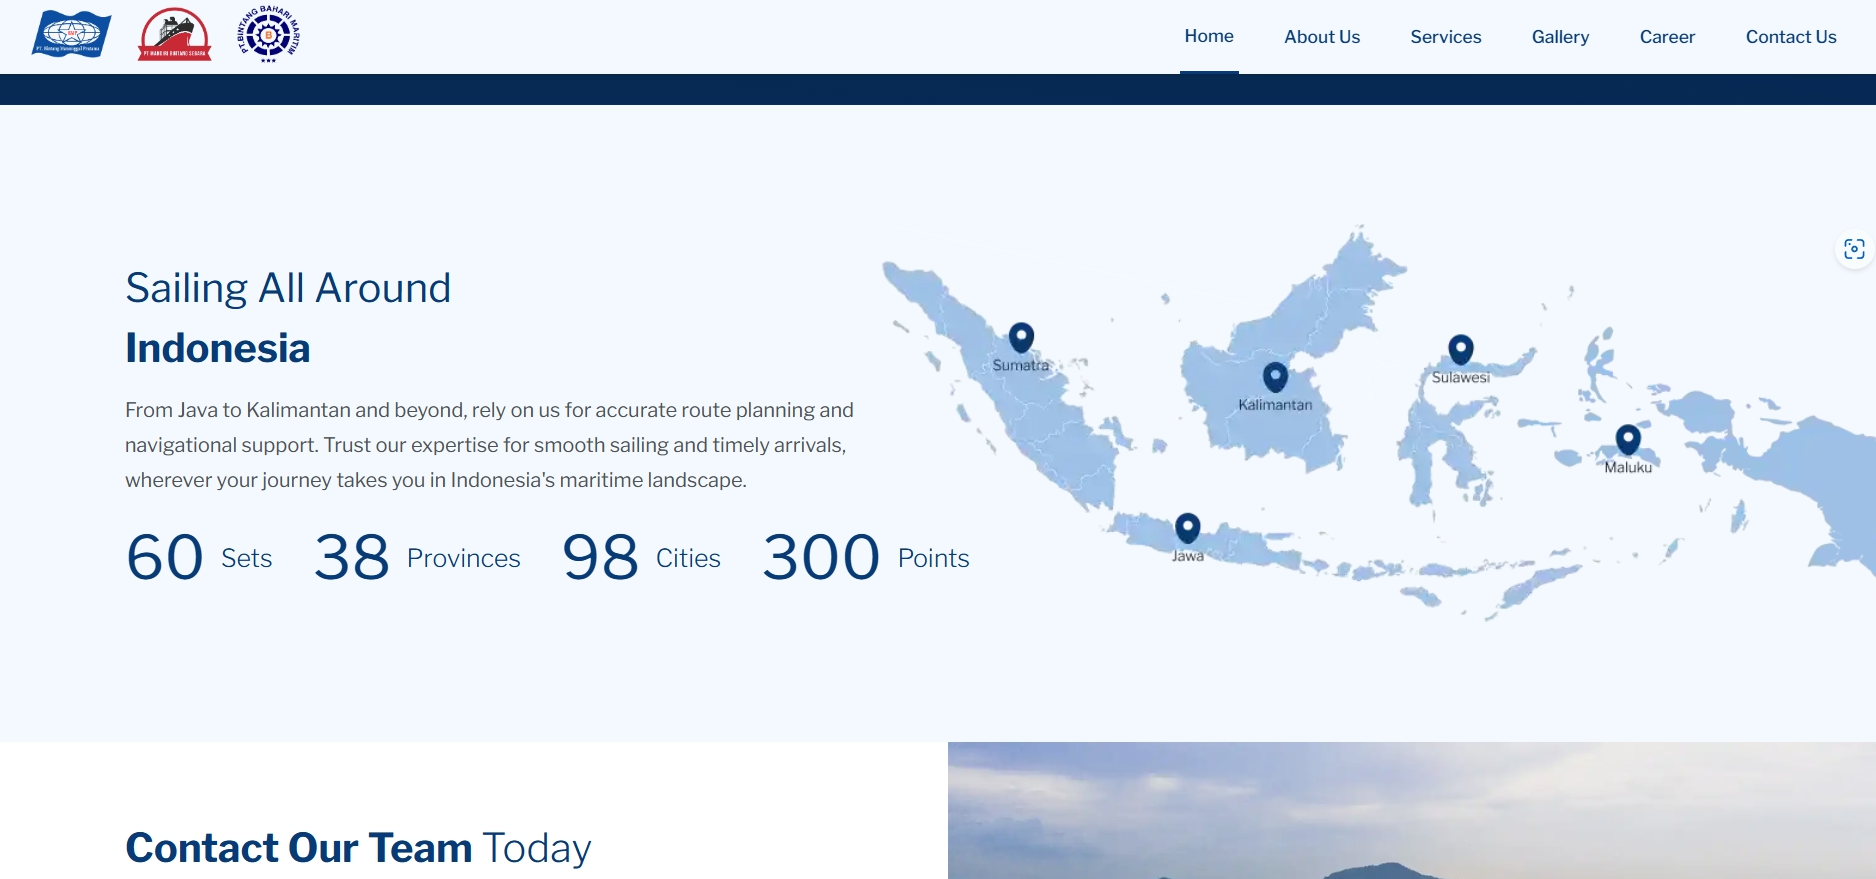 PT. BINTANG BAHARI MARITIM
B
Home
About Us
Services
Gallery
Career
Contact Us
Sailing All Around
Indonesia
From Java to Kalimantan and beyond, rely on us for accurate route planning and
navigational support. Trust our expertise for smooth sailing and timely arrivals,
wherever your journey takes you in Indonesia's maritime landscape.
60 Sets
38 Provinces
98 Cities
300 Points
Sumatra
Kalimantan
Sulawesi
Maluku
Jawa
Contact Our Team Today